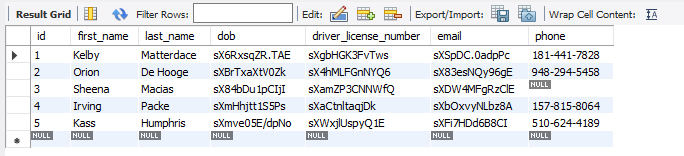 Result Grid Filter Rows: Edit: Export/Import: Wrap Cell Content: IA
id first_name last_name dob driver_license_number email phone
1 Kelby Matterdace sX6RxsqZR.TAE sXgbHGK3FvTws sXSpDC.0adpPc 181-441-7828
2 Orion De Hooge sXBrTxaXtV0Zk sX4hMLFGnNYQ6 sX83esNQy96gE 948-294-5458
3 Sheena Macias sX84bDu1pCIjI sXamZP3CNNWfQ sXDW4MFgRzClE NULL
4 Irving Packe sXmHhjtt1S5Ps sXaCtnltaqjDk sXbOxvyNLbz8A 157-815-8064
5 Kass Humphris sXmve05E/dpNo sXWxjlUspyQ1E sXFi7HDd6B8CI 510-624-4189
NULL NULL NULL NULL NULL NULL NULL